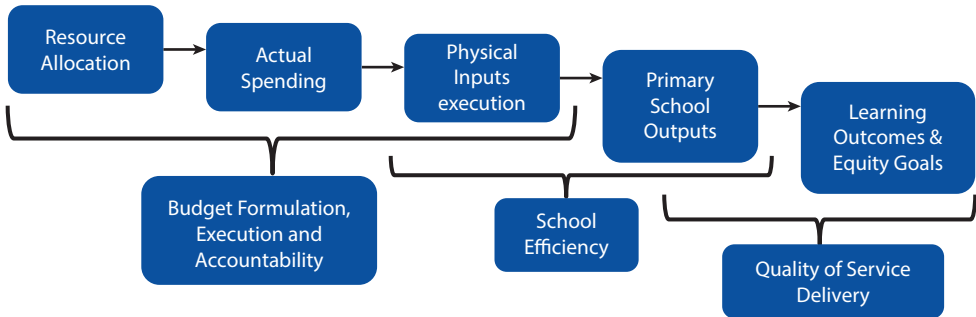 Resource
Allocation
Actual
Spending
Physical
Inputs
execution
Primary
School
Outputs
Learning
Outcomes &
Equity Goals
Budget Formulation,
Execution and
Accountability
School
Efficiency
Quality of Service
Delivery